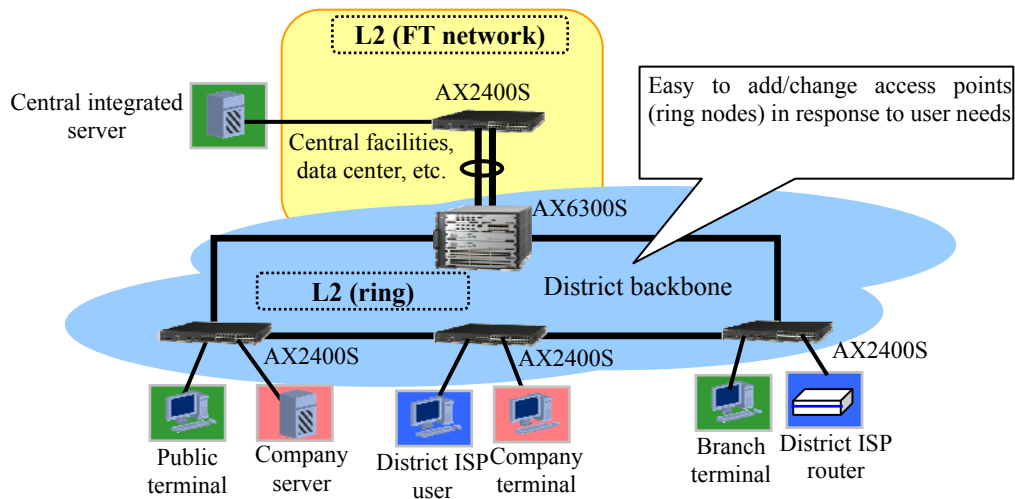 L2 (FT network)
Central integrated
server
AX2400S
Central facilities,
data center, etc.
Easy to add/change access points
(ring nodes) in response to user needs
AX6300S
L2 (ring)
District backbone
AX2400S
AX2400S
AX2400S
Public
terminal
Company
server
District ISP
user
Company
terminal
Branch
terminal
District ISP
router